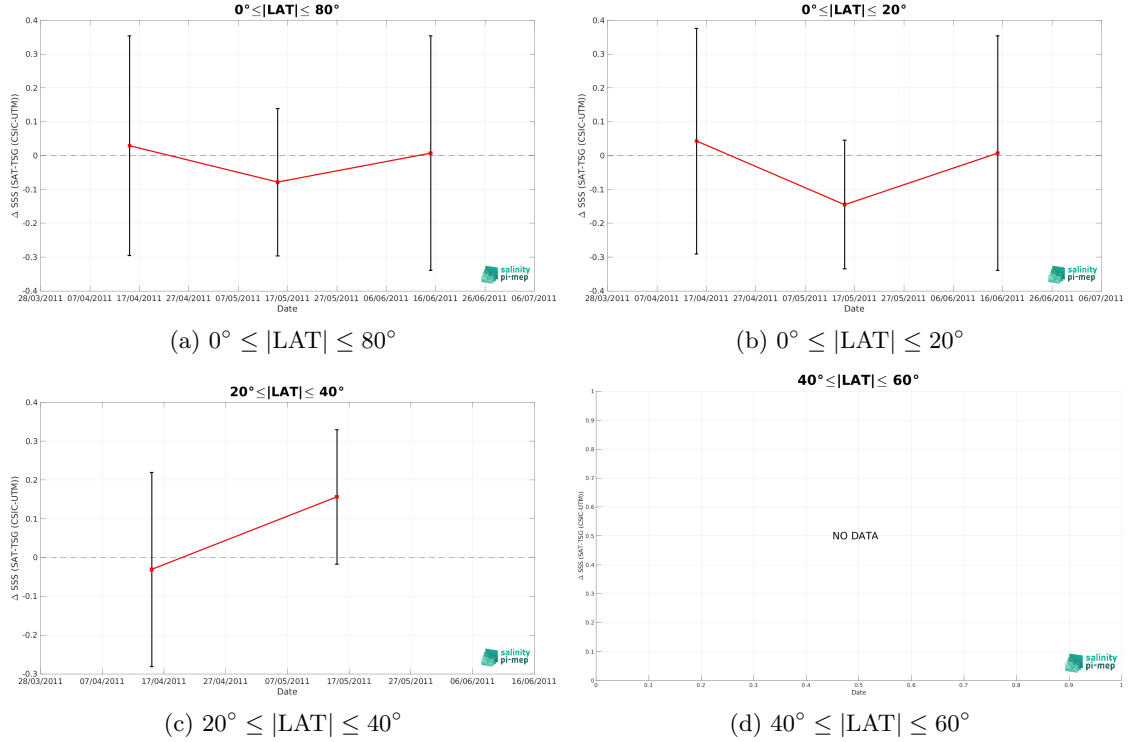 0°≤|LAT|≤ 80°
0.4
0.3
0.2
0.1
0
-0.1
-0.2
-0.3
-0.4
Δ SSS (SAT-TSG (CSIC-UTM))
28/03/2011 07/04/2011 17/04/2011 27/04/2011 07/05/2011 17/05/2011 27/05/2011 06/06/2011 16/06/2011 26/06/2011 06/07/2011
Date
salinity
pi-mep
(a) 0° ≤ |LAT| ≤ 80°
0°≤|LAT|≤ 20°
0.4
0.3
0.2
0.1
0
-0.1
-0.2
-0.3
-0.4
Δ SSS (SAT-TSG (CSIC-UTM))
28/03/2011 07/04/2011 17/04/2011 27/04/2011 07/05/2011 17/05/2011 27/05/2011 06/06/2011 16/06/2011 26/06/2011 06/07/2011
Date
salinity
pi-mep
(b) 0° ≤ |LAT| ≤ 20°
20°≤|LAT|≤ 40°
0.4
0.3
0.2
0.1
0
-0.1
-0.2
-0.3
Δ SSS (SAT-TSG (CSIC-UTM))
28/03/2011 07/04/2011 17/04/2011 27/04/2011 07/05/2011 17/05/2011 27/05/2011 06/06/2011 16/06/2011
Date
salinity
pi-mep
(c) 20° ≤ |LAT| ≤ 40°
40°≤|LAT|≤ 60°
1
0.9
0.8
0.7
0.6
0.5
0.4
0.3
0.2
0.1
0
Δ SSS (SAT-TSG (CSIC-UTM))
NO DATA
0 0.1 0.2 0.3 0.4 0.5 0.6 0.7 0.8 0.9 1
Date
salinity
pi-mep
(d) 40° ≤ |LAT| ≤ 60°